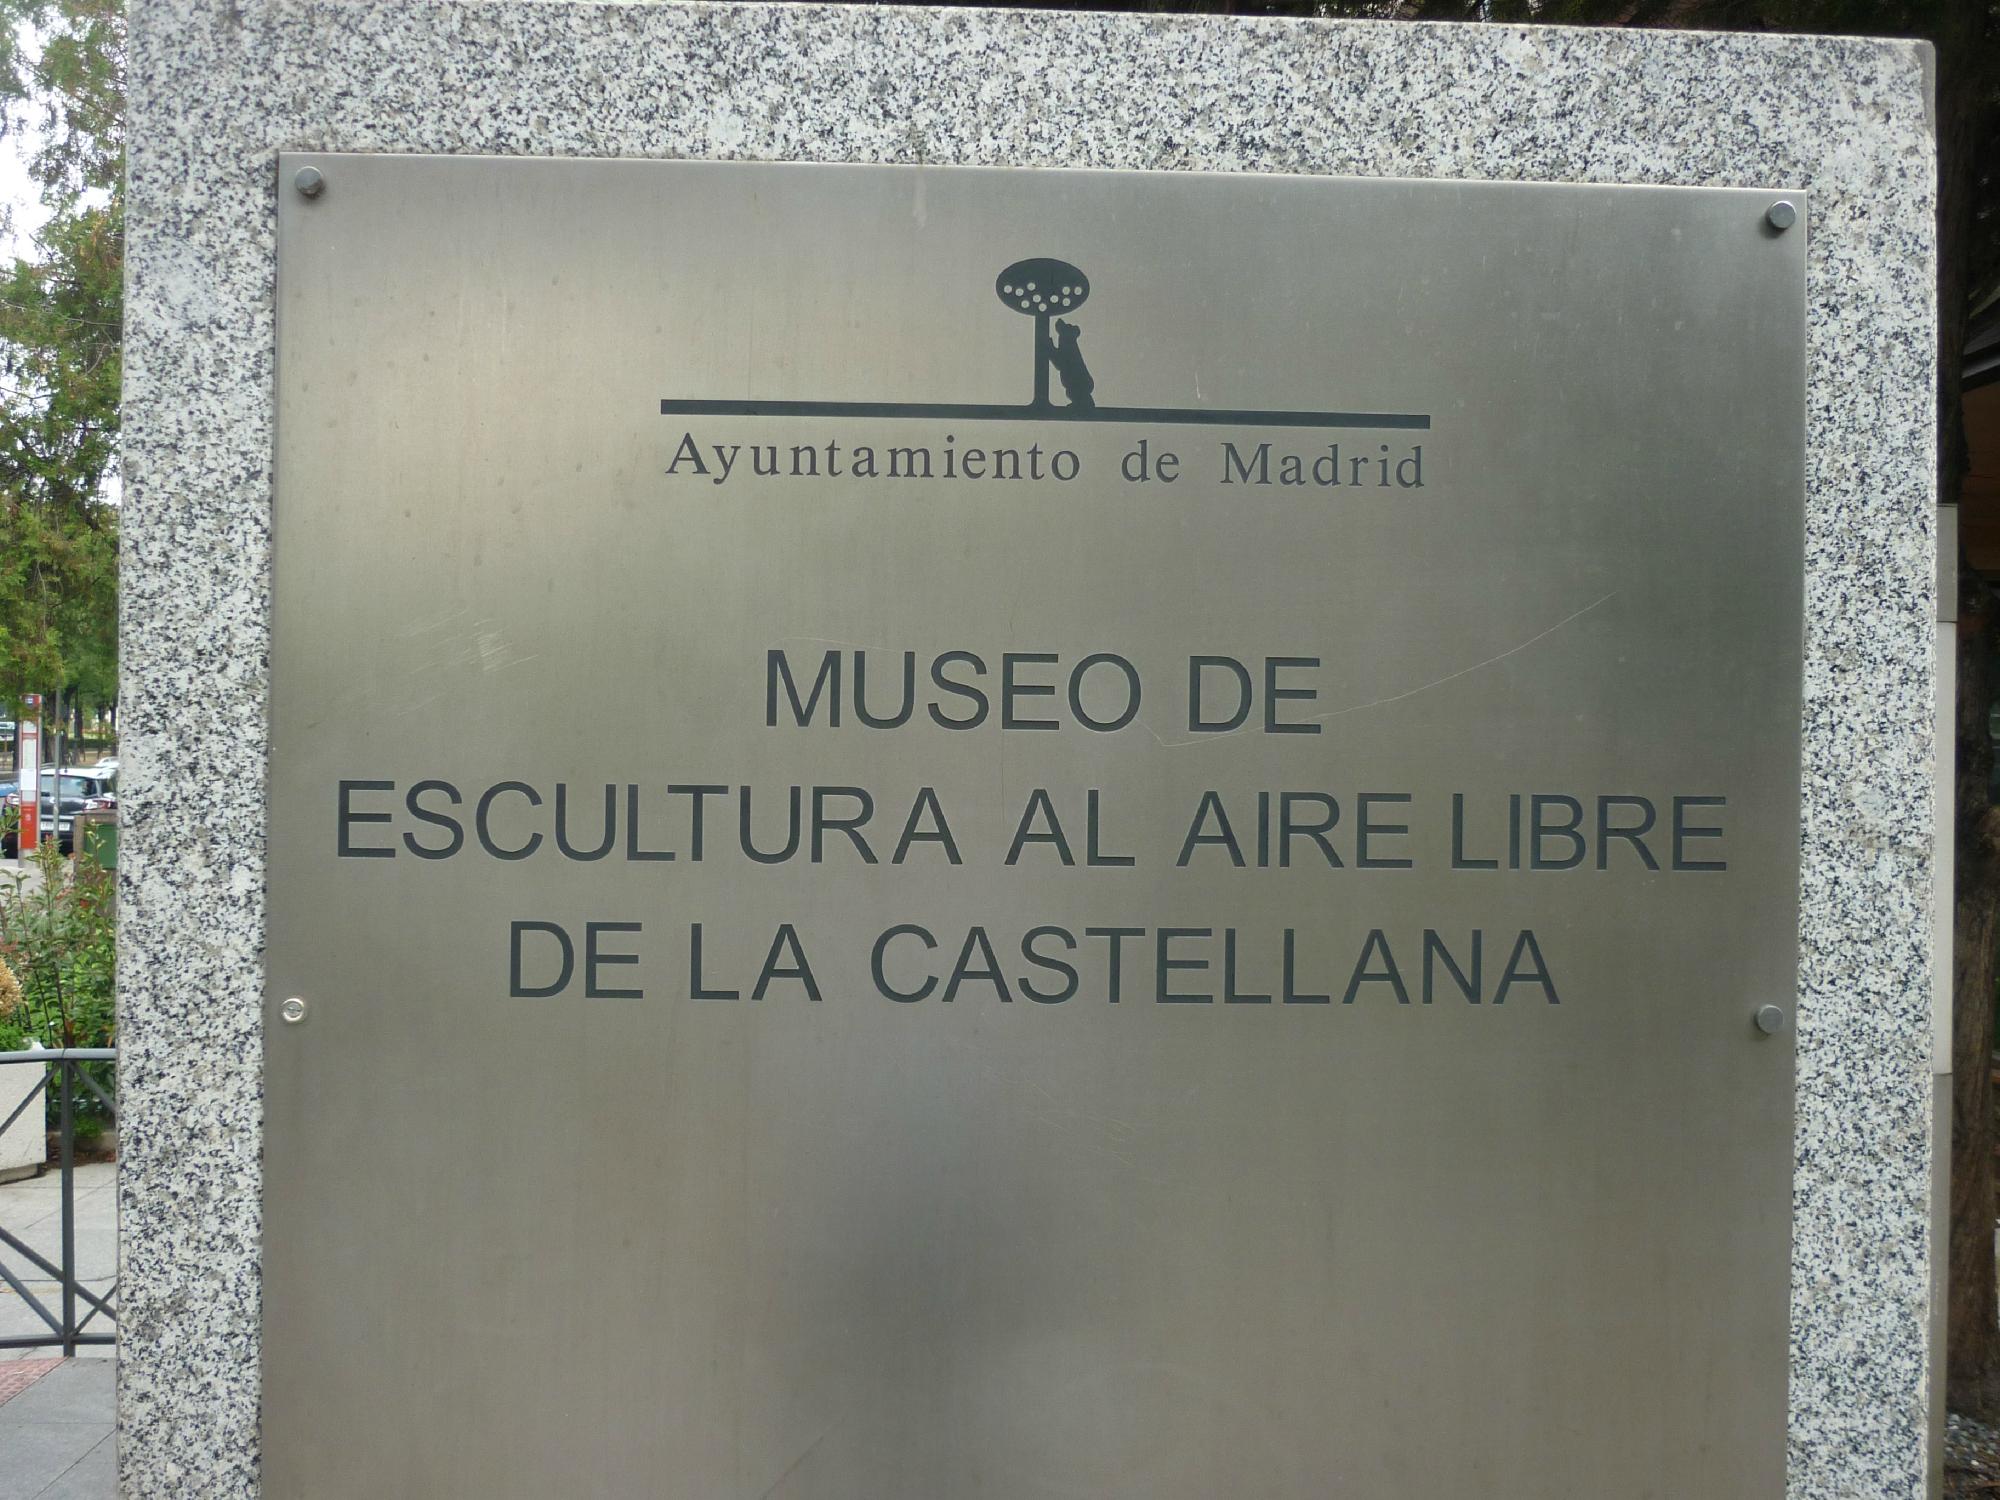 Ayuntamiento de Madrid
MUSEO DE
ESCULTURA AL AIRE LIBRE
DE LA CASTELLANA